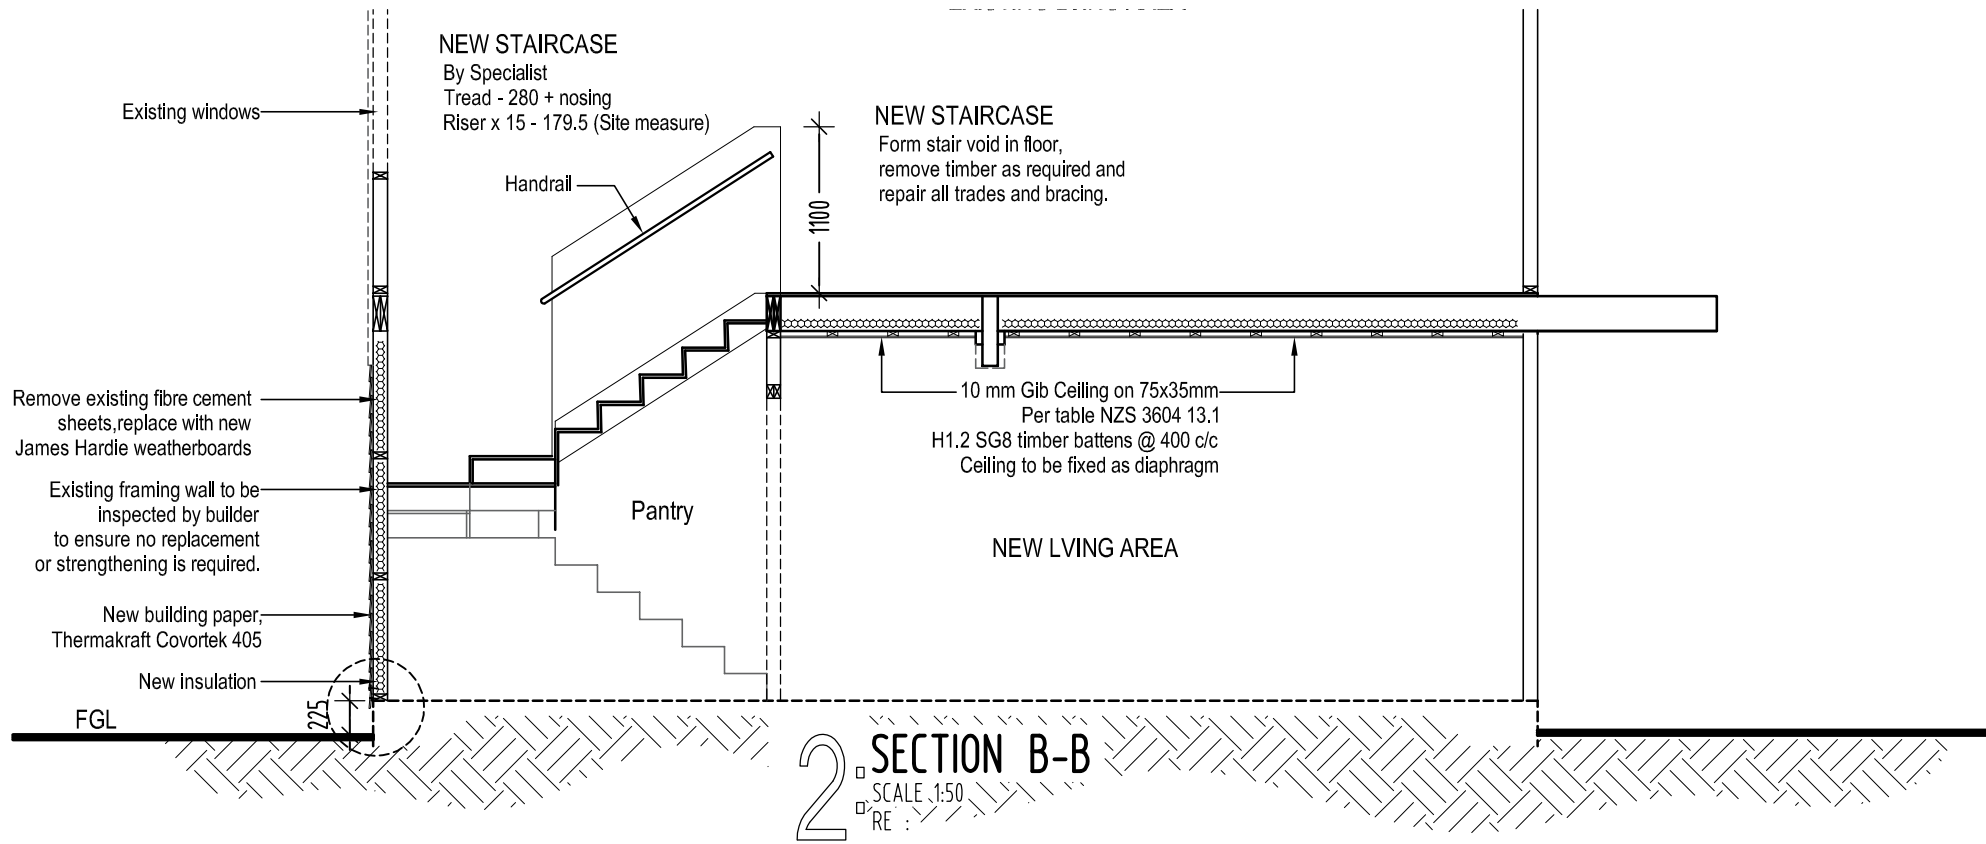 NEW STAIRCASE
By Specialist
Tread - 280 + nosing
Riser x 15 - 179.5 (Site measure)
Existing windows
NEW STAIRCASE
Form stair void in floor,
remove timber as required and
repair all trades and bracing.
Handrail
1100
10 mm Gib Ceiling on 75x35mm
Per table NZS 3604 13.1
H1.2 SG8 timber battens @ 400 c/c
Ceiling to be fixed as diaphragm
Remove existing fibre cement
sheets,replace with new
James Hardie weatherboards
Existing framing wall to be
inspected by builder
to ensure no replacement
or strengthening is required.
Pantry
NEW LVING AREA
New building paper,
Thermakraft Covortek 405
New insulation
225
FGL
2:
SECTION B-B
SCALE 1:50
RE :